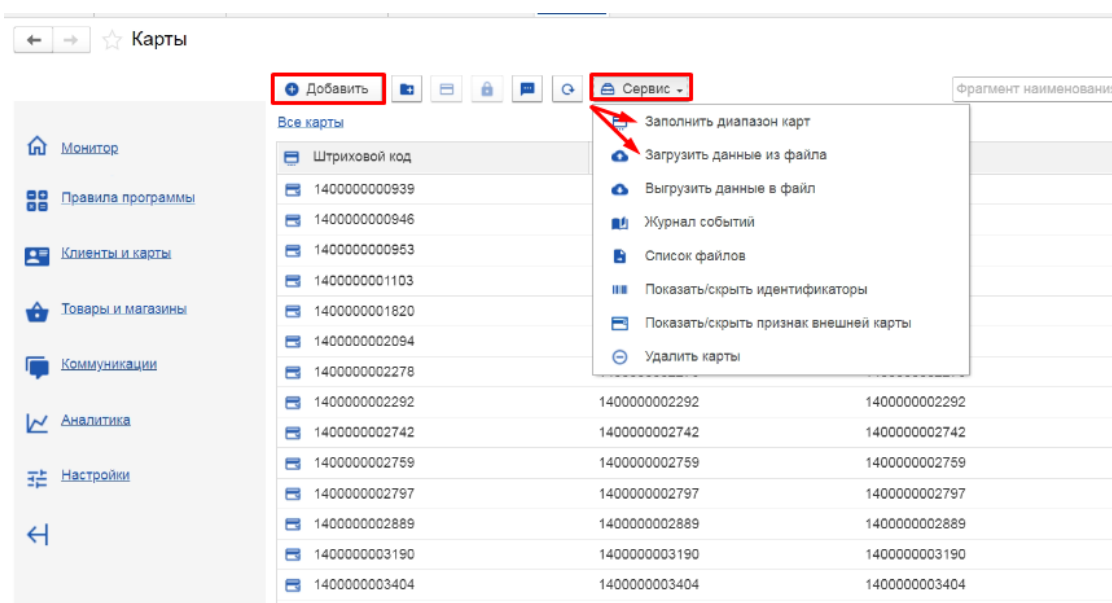 Карты
Добавить Сервис Фрагмент наименовани
Все карты
Заполнить диапазон карт
Загрузить данные из файла
Выгрузить данные в файл
Журнал событий
Список файлов
Показать/скрыть идентификаторы
Показать/скрыть признак внешней карты
Удалить карты
Монитор
Правила программы
Клиенты и карты
Товары и магазины
Коммуникации
Аналитика
Настройки
Штриховой код
1400000000939
1400000000946
1400000000953
1400000001103
1400000001820
1400000002094
1400000002278
1400000002292 1400000002292 1400000002292
1400000002742 1400000002742 1400000002742
1400000002759 1400000002759 1400000002759
1400000002797 1400000002797 1400000002797
1400000002889 1400000002889 1400000002889
1400000003190 1400000003190 1400000003190
1400000003404 1400000003404 1400000003404